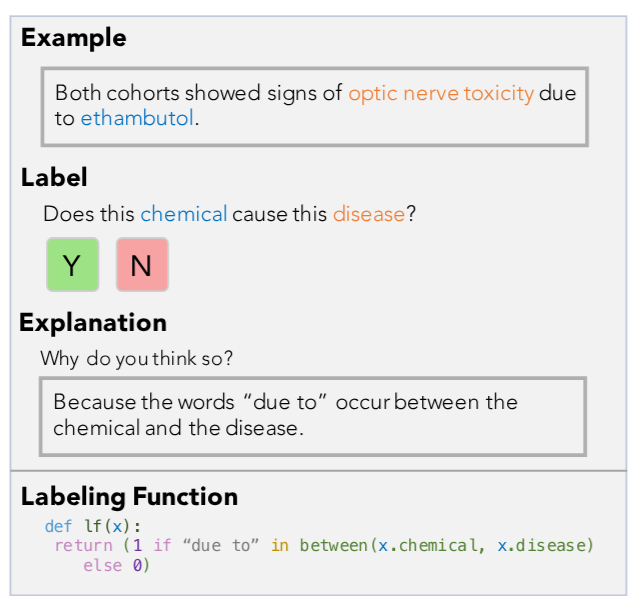 Example
Both cohorts showed signs of optic nerve toxicity due
to ethambutol.
Label
Does this chemical cause this disease?
Y N
Explanation
Why do you think so?
Because the words “due to” occur between the
chemical and the disease.
Labeling Function
def lf(x):
return (1 if “due to” in between(x.chemical, x.disease)
else 0)